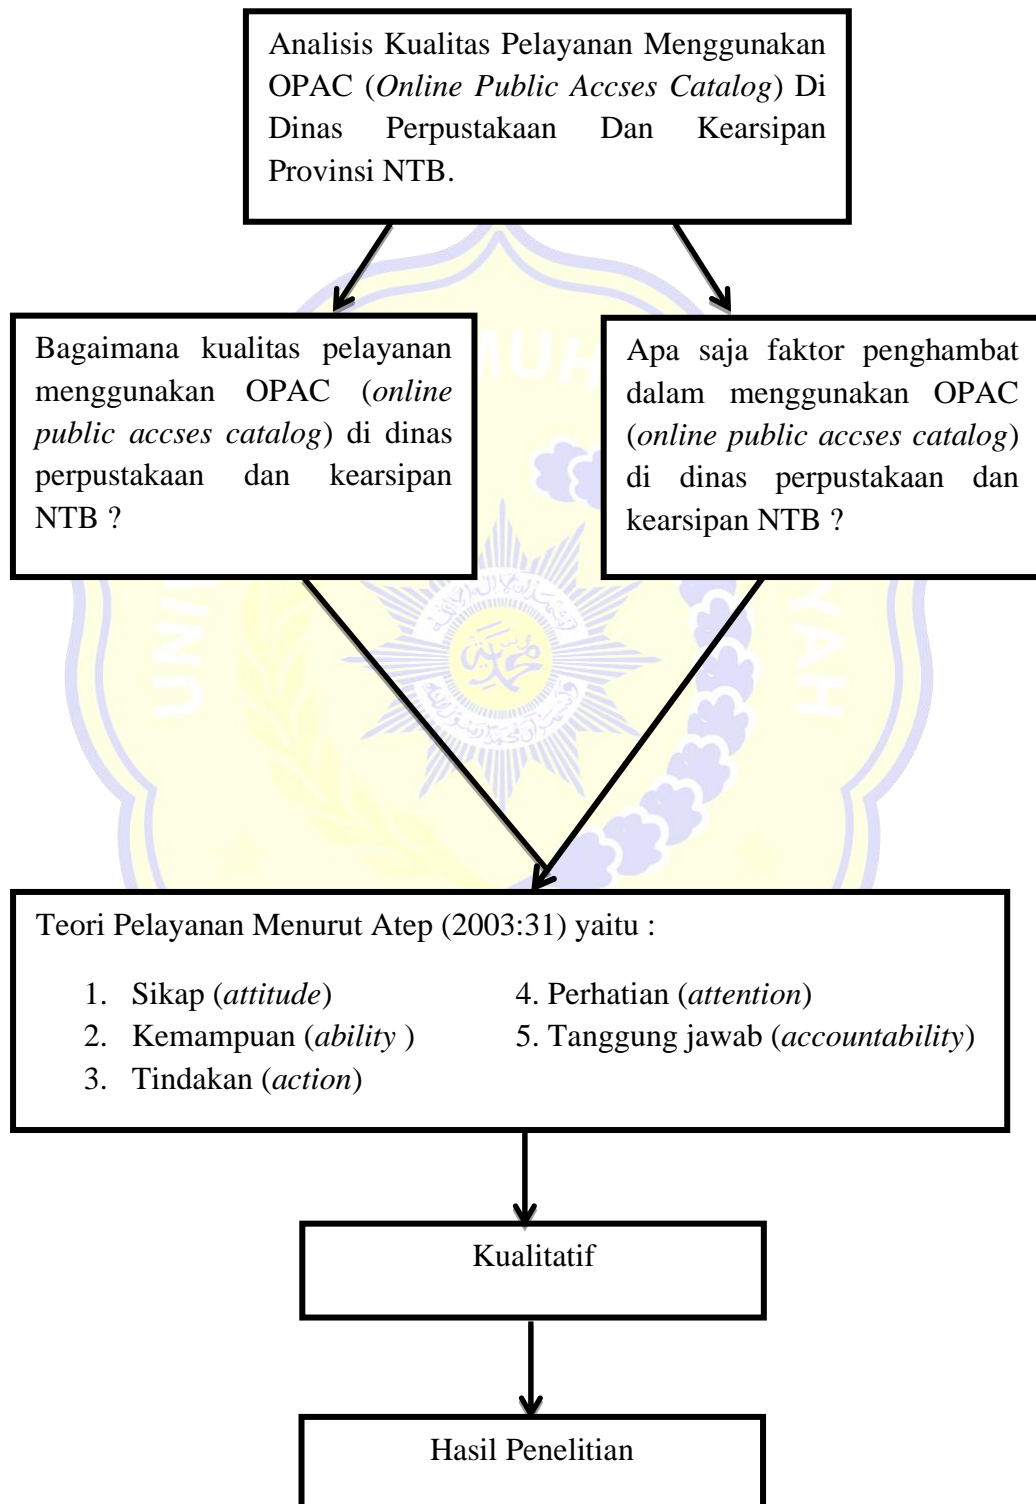 Analisis Kualitas Pelayanan Menggunakan
OPAC (Online Public Accses Catalog) Di
Dinas Perpustakaan Dan Kearsipan
Provinsi NTB.
Bagaimana kualitas pelayanan
menggunakan OPAC (online
public accses catalog) di dinas
perpustakaan dan kearsipan
NTB ?
Apa saja faktor penghambat
dalam menggunakan OPAC
(online public accses catalog)
di dinas perpustakaan dan
kearsipan NTB ?
Teori Pelayanan Menurut Atep (2003:31) yaitu :
1. Sikap (attitude)
2. Kemampuan (ability )
3. Tindakan (action)
4. Perhatian (attention)
5. Tanggung jawab (accountability)
Kualitatif
Hasil Penelitian